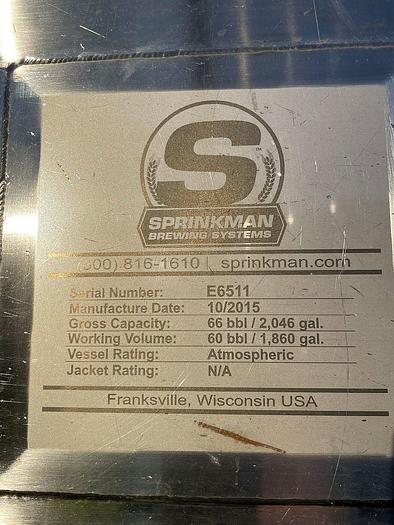 S
SPRINKMAN
BREWING SYSTEMS
(800) 816-1610 | sprinkman.com
Serial Number: E6511
Manufacture Date: 10/2015
Gross Capacity: 66 bbl / 2,046 gal.
Working Volume: 60 bbl / 1,860 gal.
Vessel Rating: Atmospheric
Jacket Rating: N/A
Franksville, Wisconsin USA